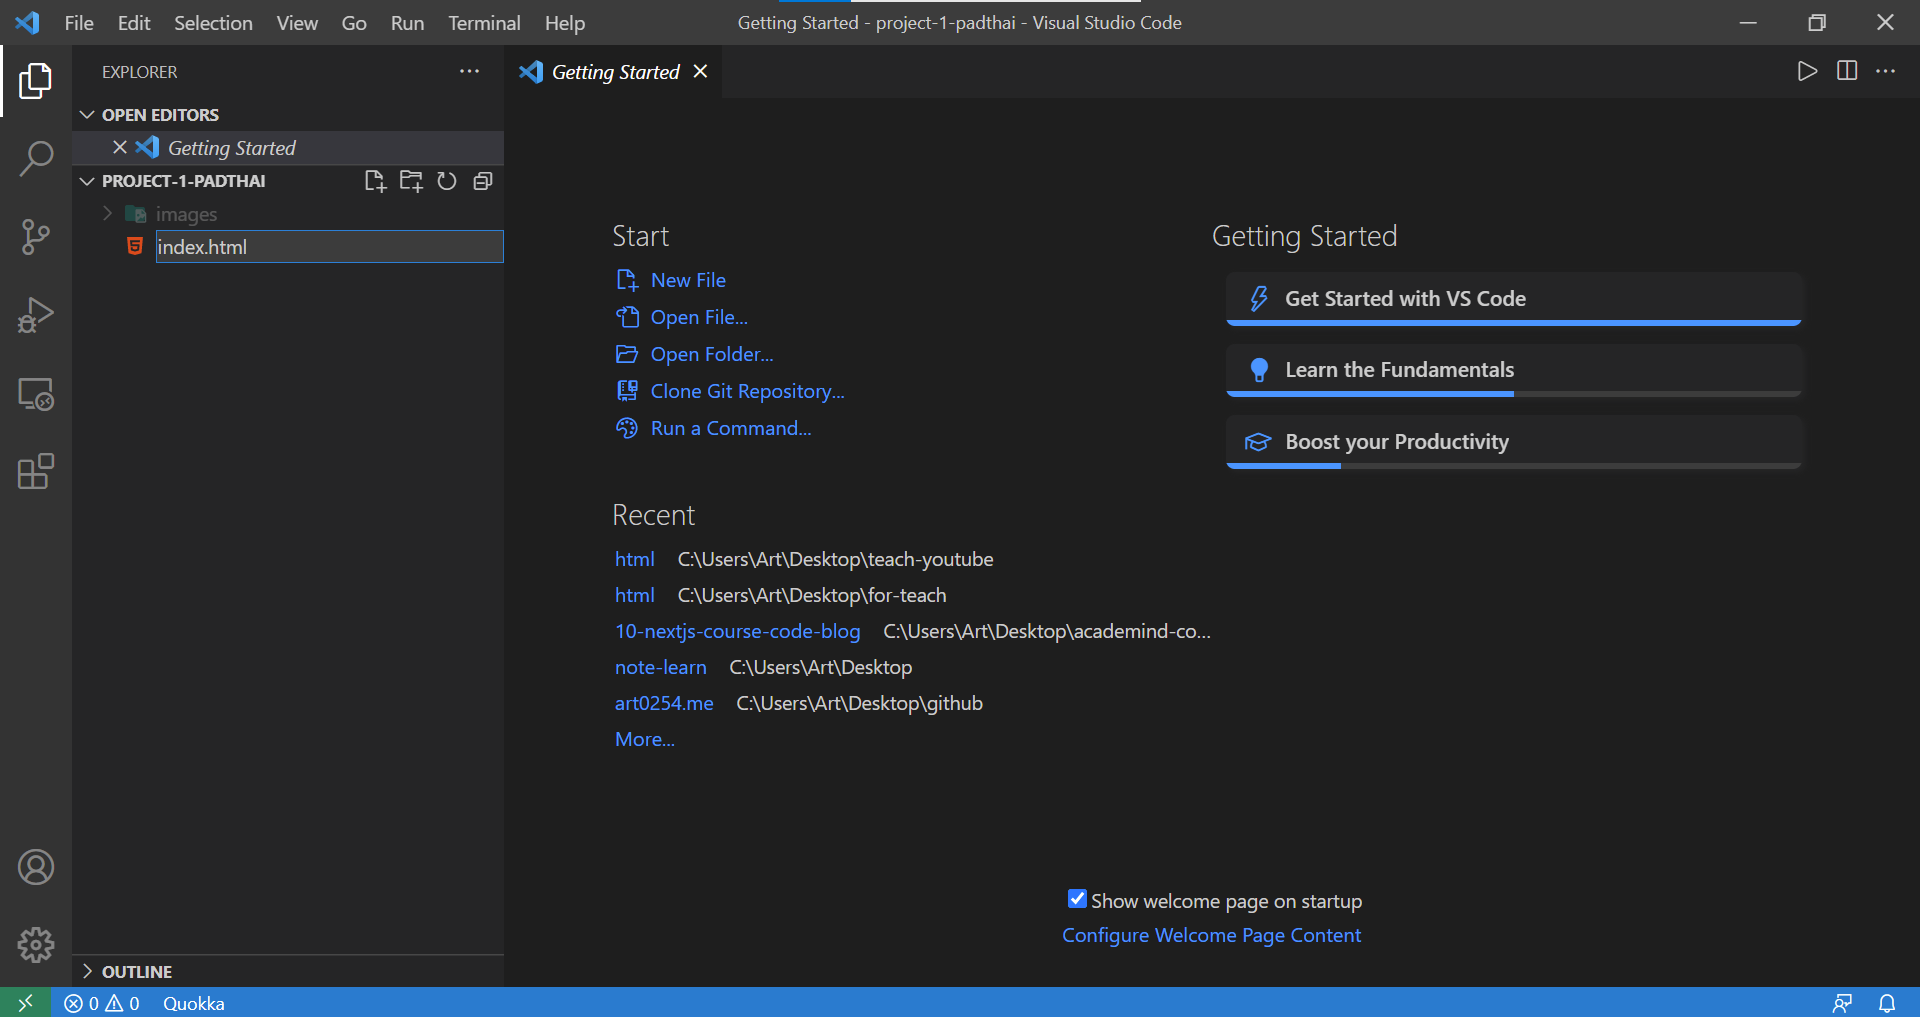 File Edit Selection View Go Run Terminal Help
Getting Started - project-1-padthai - Visual Studio Code
EXPLORER
Getting Started
OPEN EDITORS
Getting Started
PROJECT-1-PADTHAI
images
index.html
Start
New File
Open File...
Open Folder...
Clone Git Repository...
Run a Command...
Recent
html C:\Users\Art\Desktop\teach-youtube
html C:\Users\Art\Desktop\for-teach
10-nextjs-course-code-blog C:\Users\Art\Desktop\academind-co...
note-learn C:\Users\Art\Desktop
art0254.me C:\Users\Art\Desktop\github
More...
Getting Started
Get Started with VS Code
Learn the Fundamentals
Boost your Productivity
Show welcome page on startup
Configure Welcome Page Content
OUTLINE
0 0 Quokka